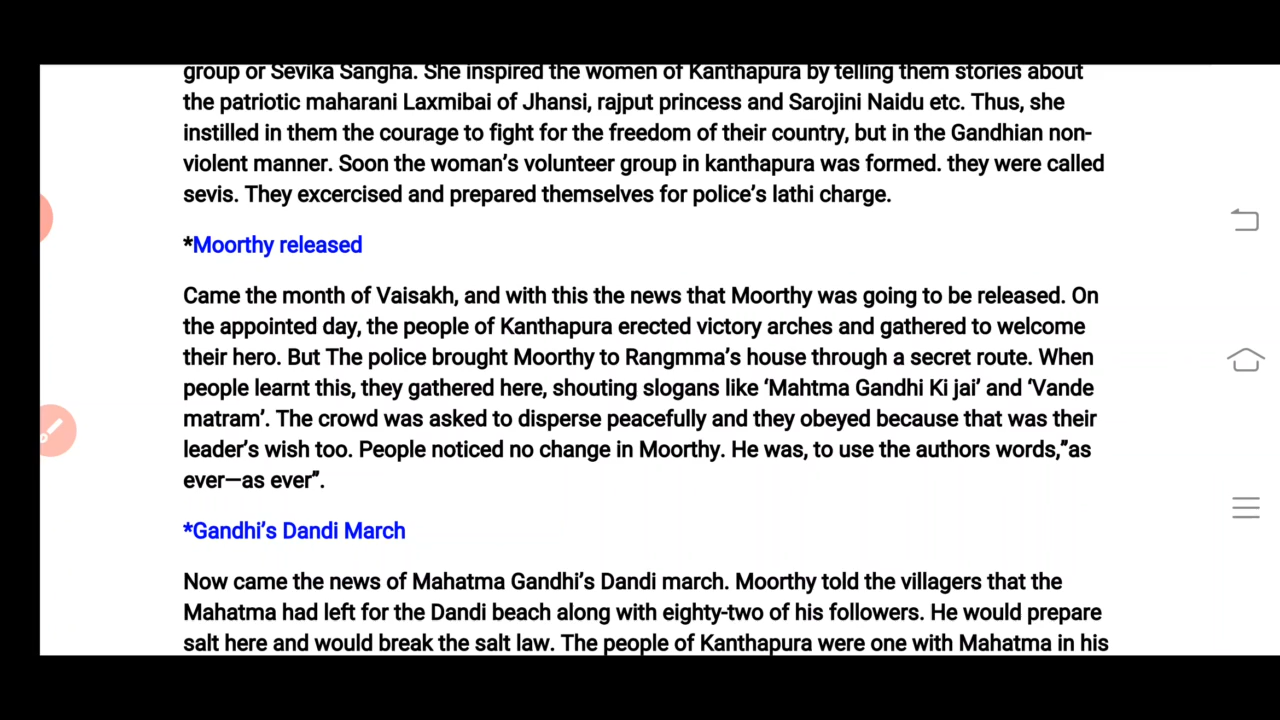 group or Sevika Sangha. She inspired the women of Kanthapura by telling them stories about
the patriotic maharani Laxmibai of Jhansi, rajput princess and Sarojini Naidu etc. Thus, she
instilled in them the courage to fight for the freedom of their country, but in the Gandhian non-
violent manner. Soon the woman’s volunteer group in kanthapura was formed. they were called
sevis. They excercised and prepared themselves for police’s lathi charge.
*Moorthy released
Came the month of Vaisakh, and with this the news that Moorthy was going to be released. On
the appointed day, the people of Kanthapura erected victory arches and gathered to welcome
their hero. But The police brought Moorthy to Rangmma’s house through a secret route. When
people learnt this, they gathered here, shouting slogans like ‘Mahtma Gandhi Ki jai’ and ‘Vande
matram’. The crowd was asked to disperse peacefully and they obeyed because that was their
leader’s wish too. People noticed no change in Moorthy. He was, to use the authors words,”as
ever—as ever”.
*Gandhi’s Dandi March
Now came the news of Mahatma Gandhi’s Dandi march. Moorthy told the villagers that the
Mahatma had left for the Dandi beach along with eighty-two of his followers. He would prepare
salt here and would break the salt law. The people of Kanthapura were one with Mahatma in his